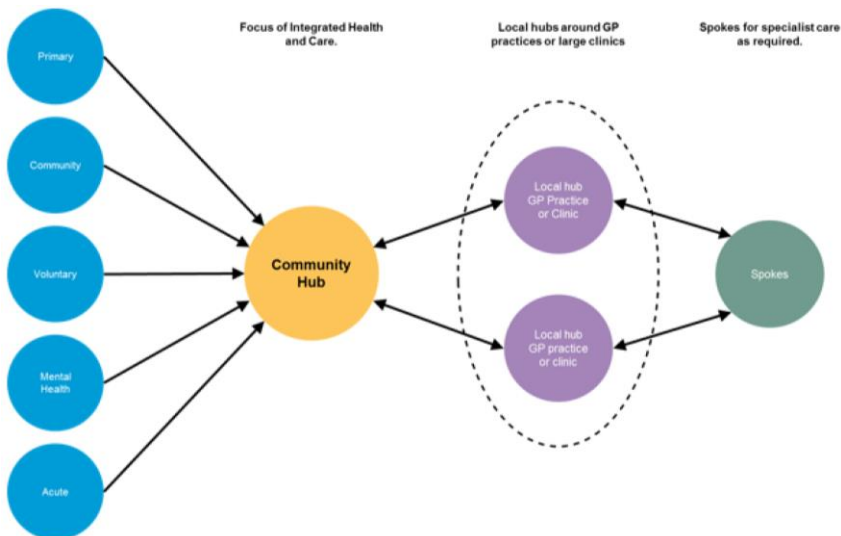 Focus of Integrated Health
and Care.
Local hubs around GP
practices or large clinics
Spokes for specialist care
as required.
Primary
Community
Voluntary
Mental
Health
Acute
Community
Hub
Local hub
GP Practice
or Clinic
Local hub
GP practice
or clinic
Spokes